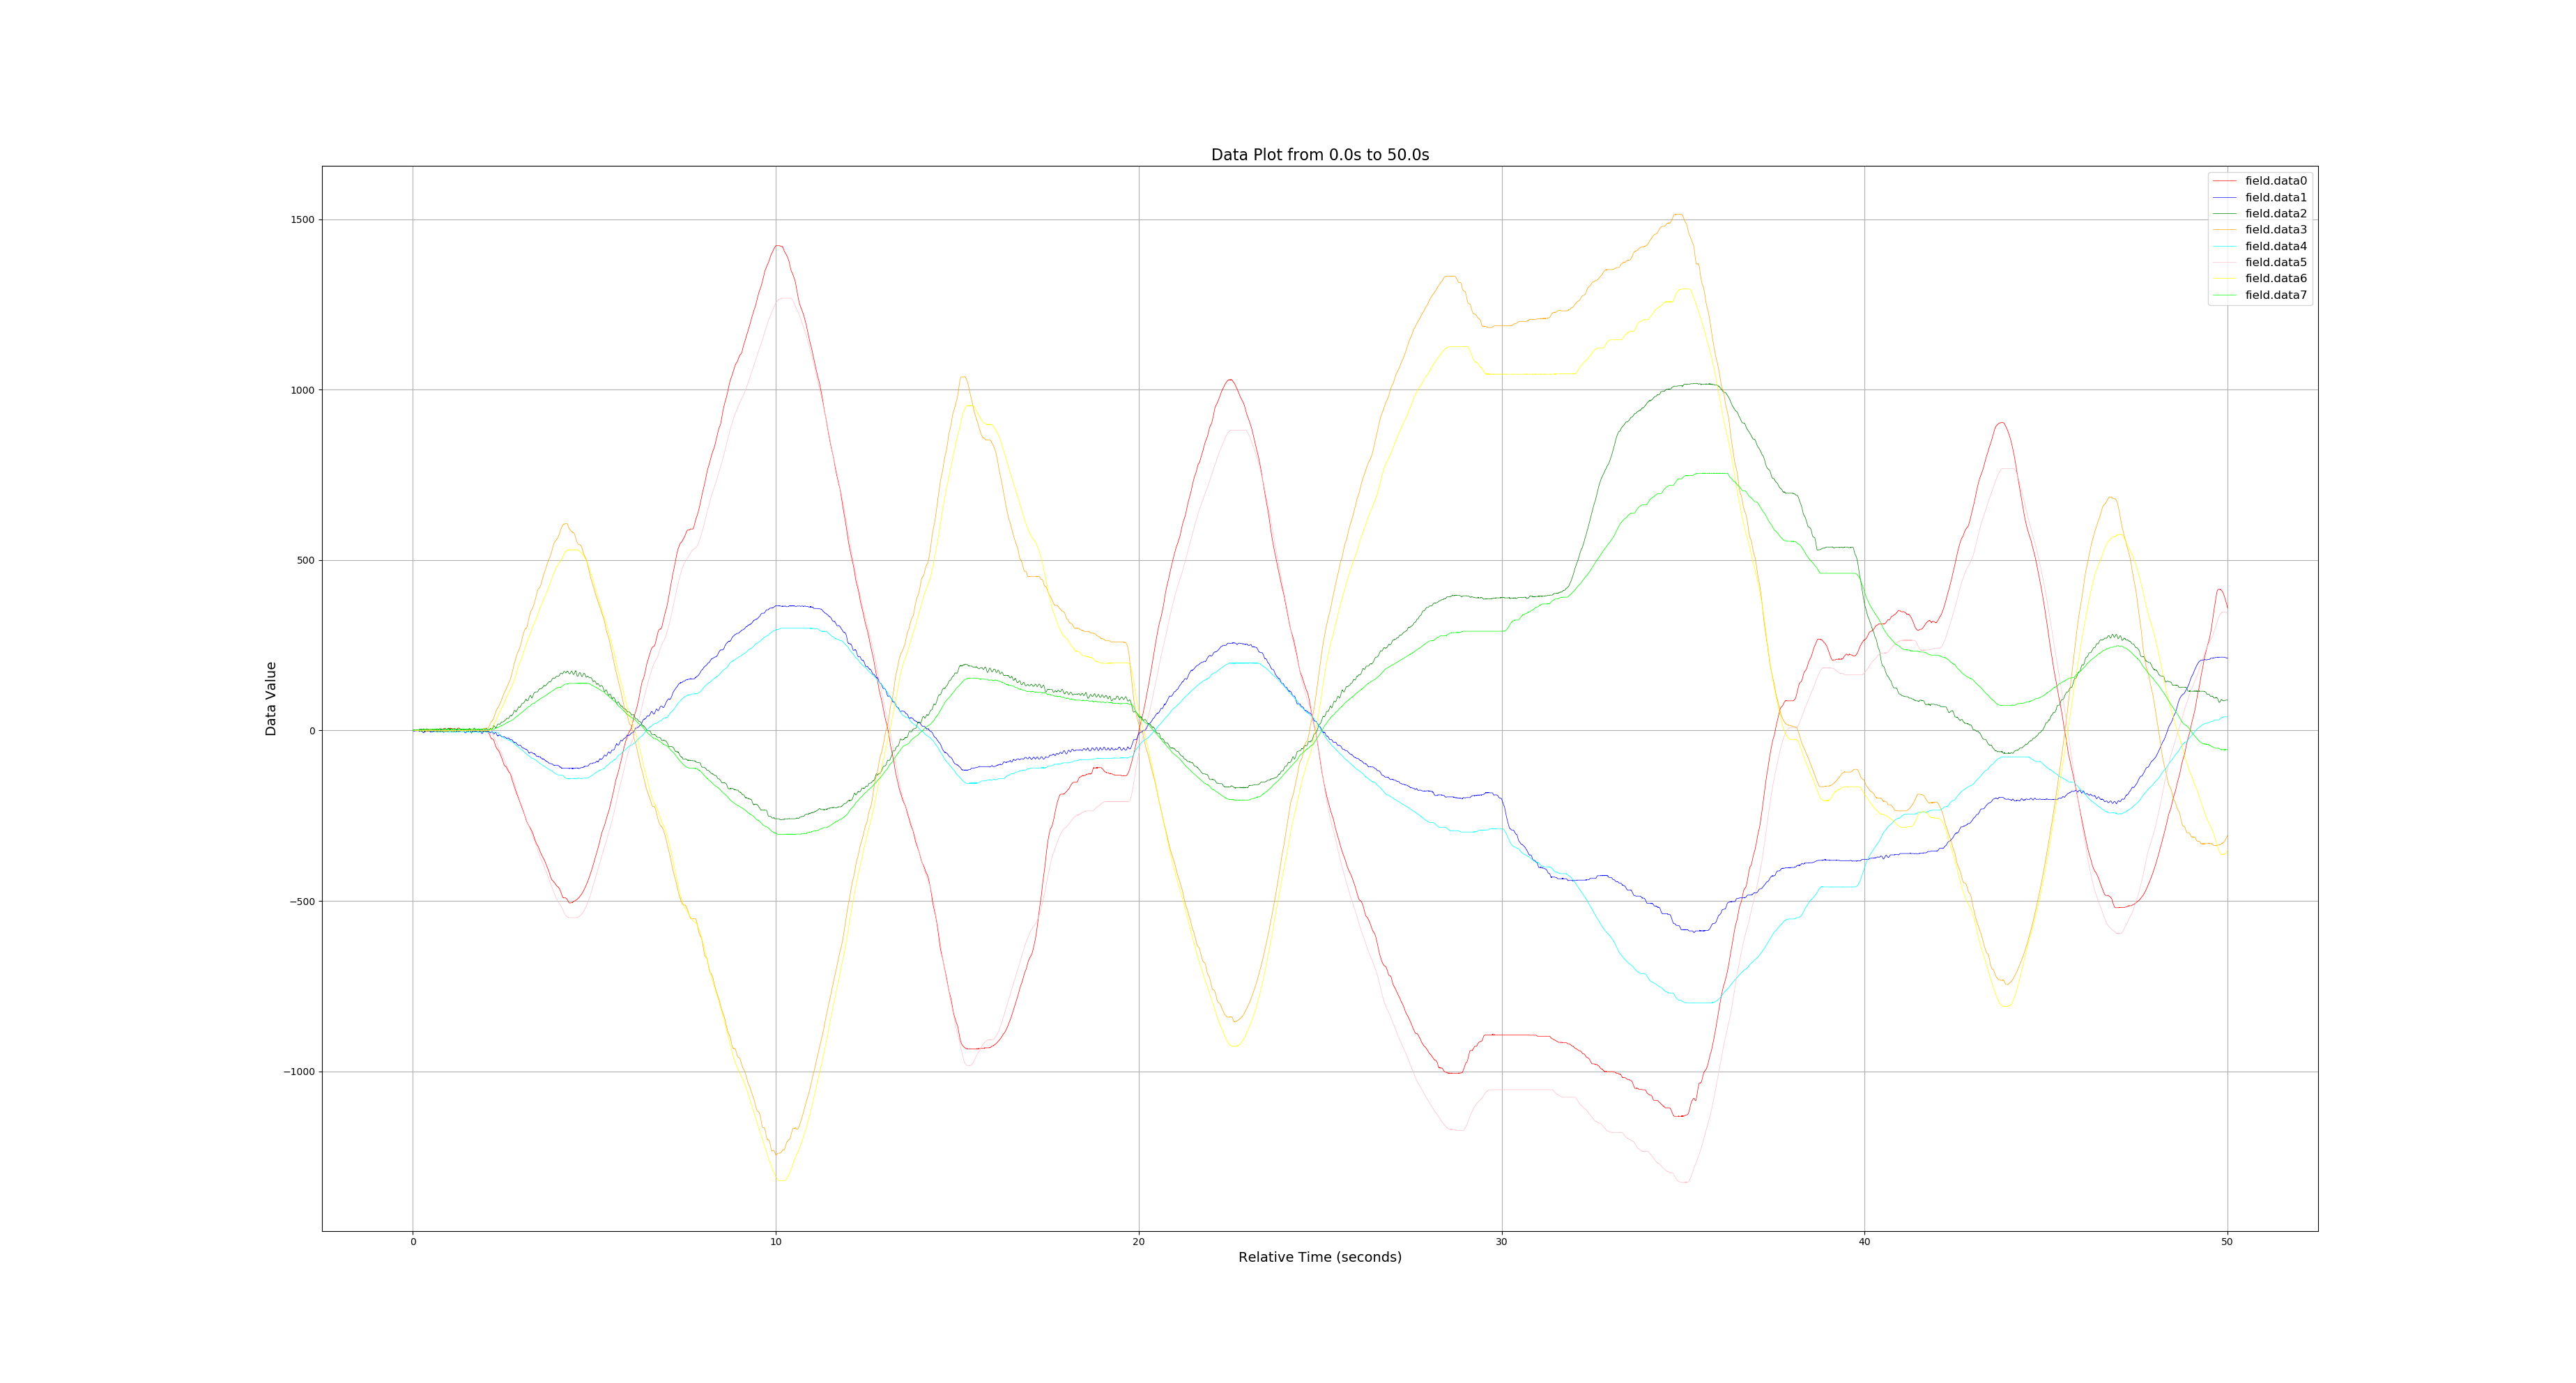 Data Plot from 0.0s to 50.0s
field.data0
field.data1
field.data2
field.data3
field.data4
field.data5
field.data6
field.data7
1500
1000
500
0
−500
−1000
Data Value
0 10 20 30 40 50
Relative Time (seconds)